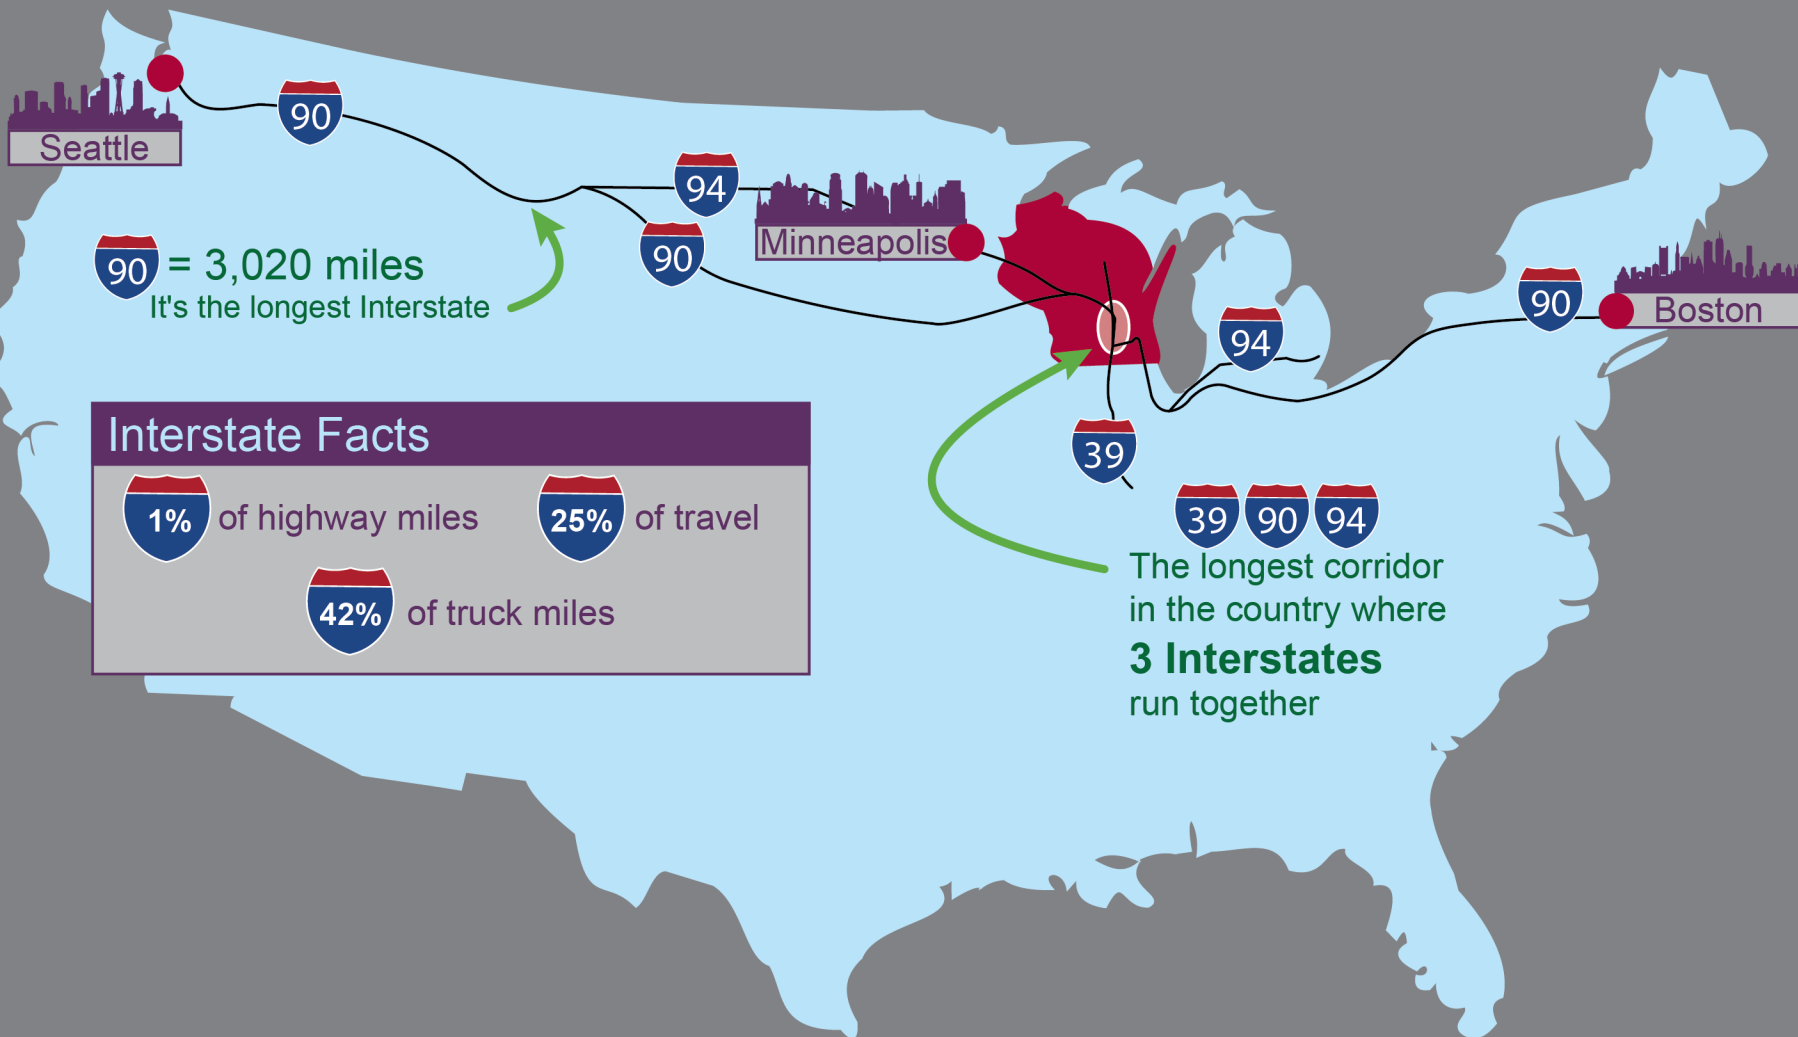 90
Seattle
94
Minneapolis
90
90 = 3,020 miles
It's the longest Interstate
90
Boston
94
39
Interstate Facts
1% of highway miles
25% of travel
42% of truck miles
39 90 94
The longest corridor
in the country where
3 Interstates
run together